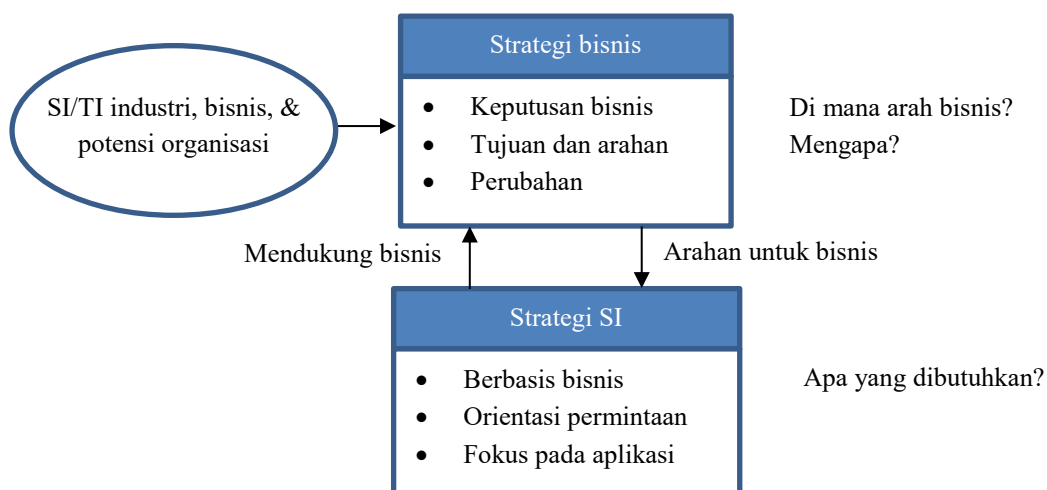 Strategi bisnis
SI/TI industri, bisnis, &
potensi organisasi
• Keputusan bisnis
• Tujuan dan arahan
• Perubahan
Di mana arah bisnis?
Mengapa?
Mendukung bisnis
Arahan untuk bisnis
Strategi SI
• Berbasis bisnis
• Orientasi permintaan
• Fokus pada aplikasi
Apa yang dibutuhkan?